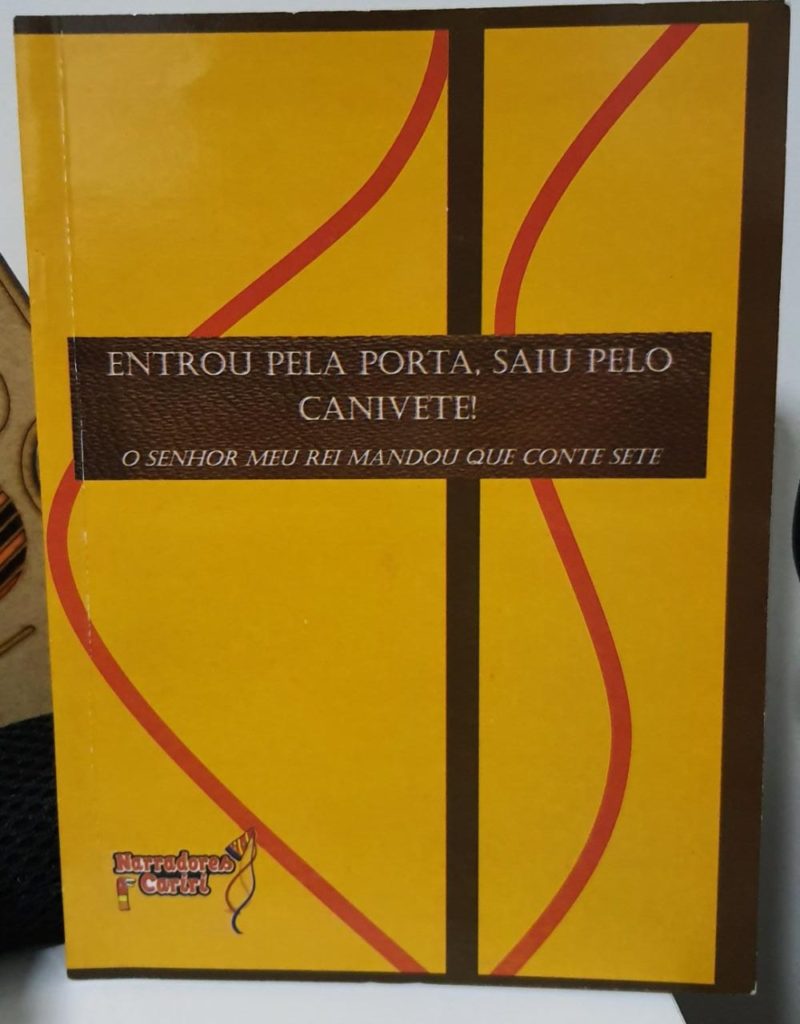 ENTROU PELA PORTA, SAIU PELO
CANIVETE!
O SENHOR MEU REI MANDOU QUE CONTE SETE
Narradores
Cariri